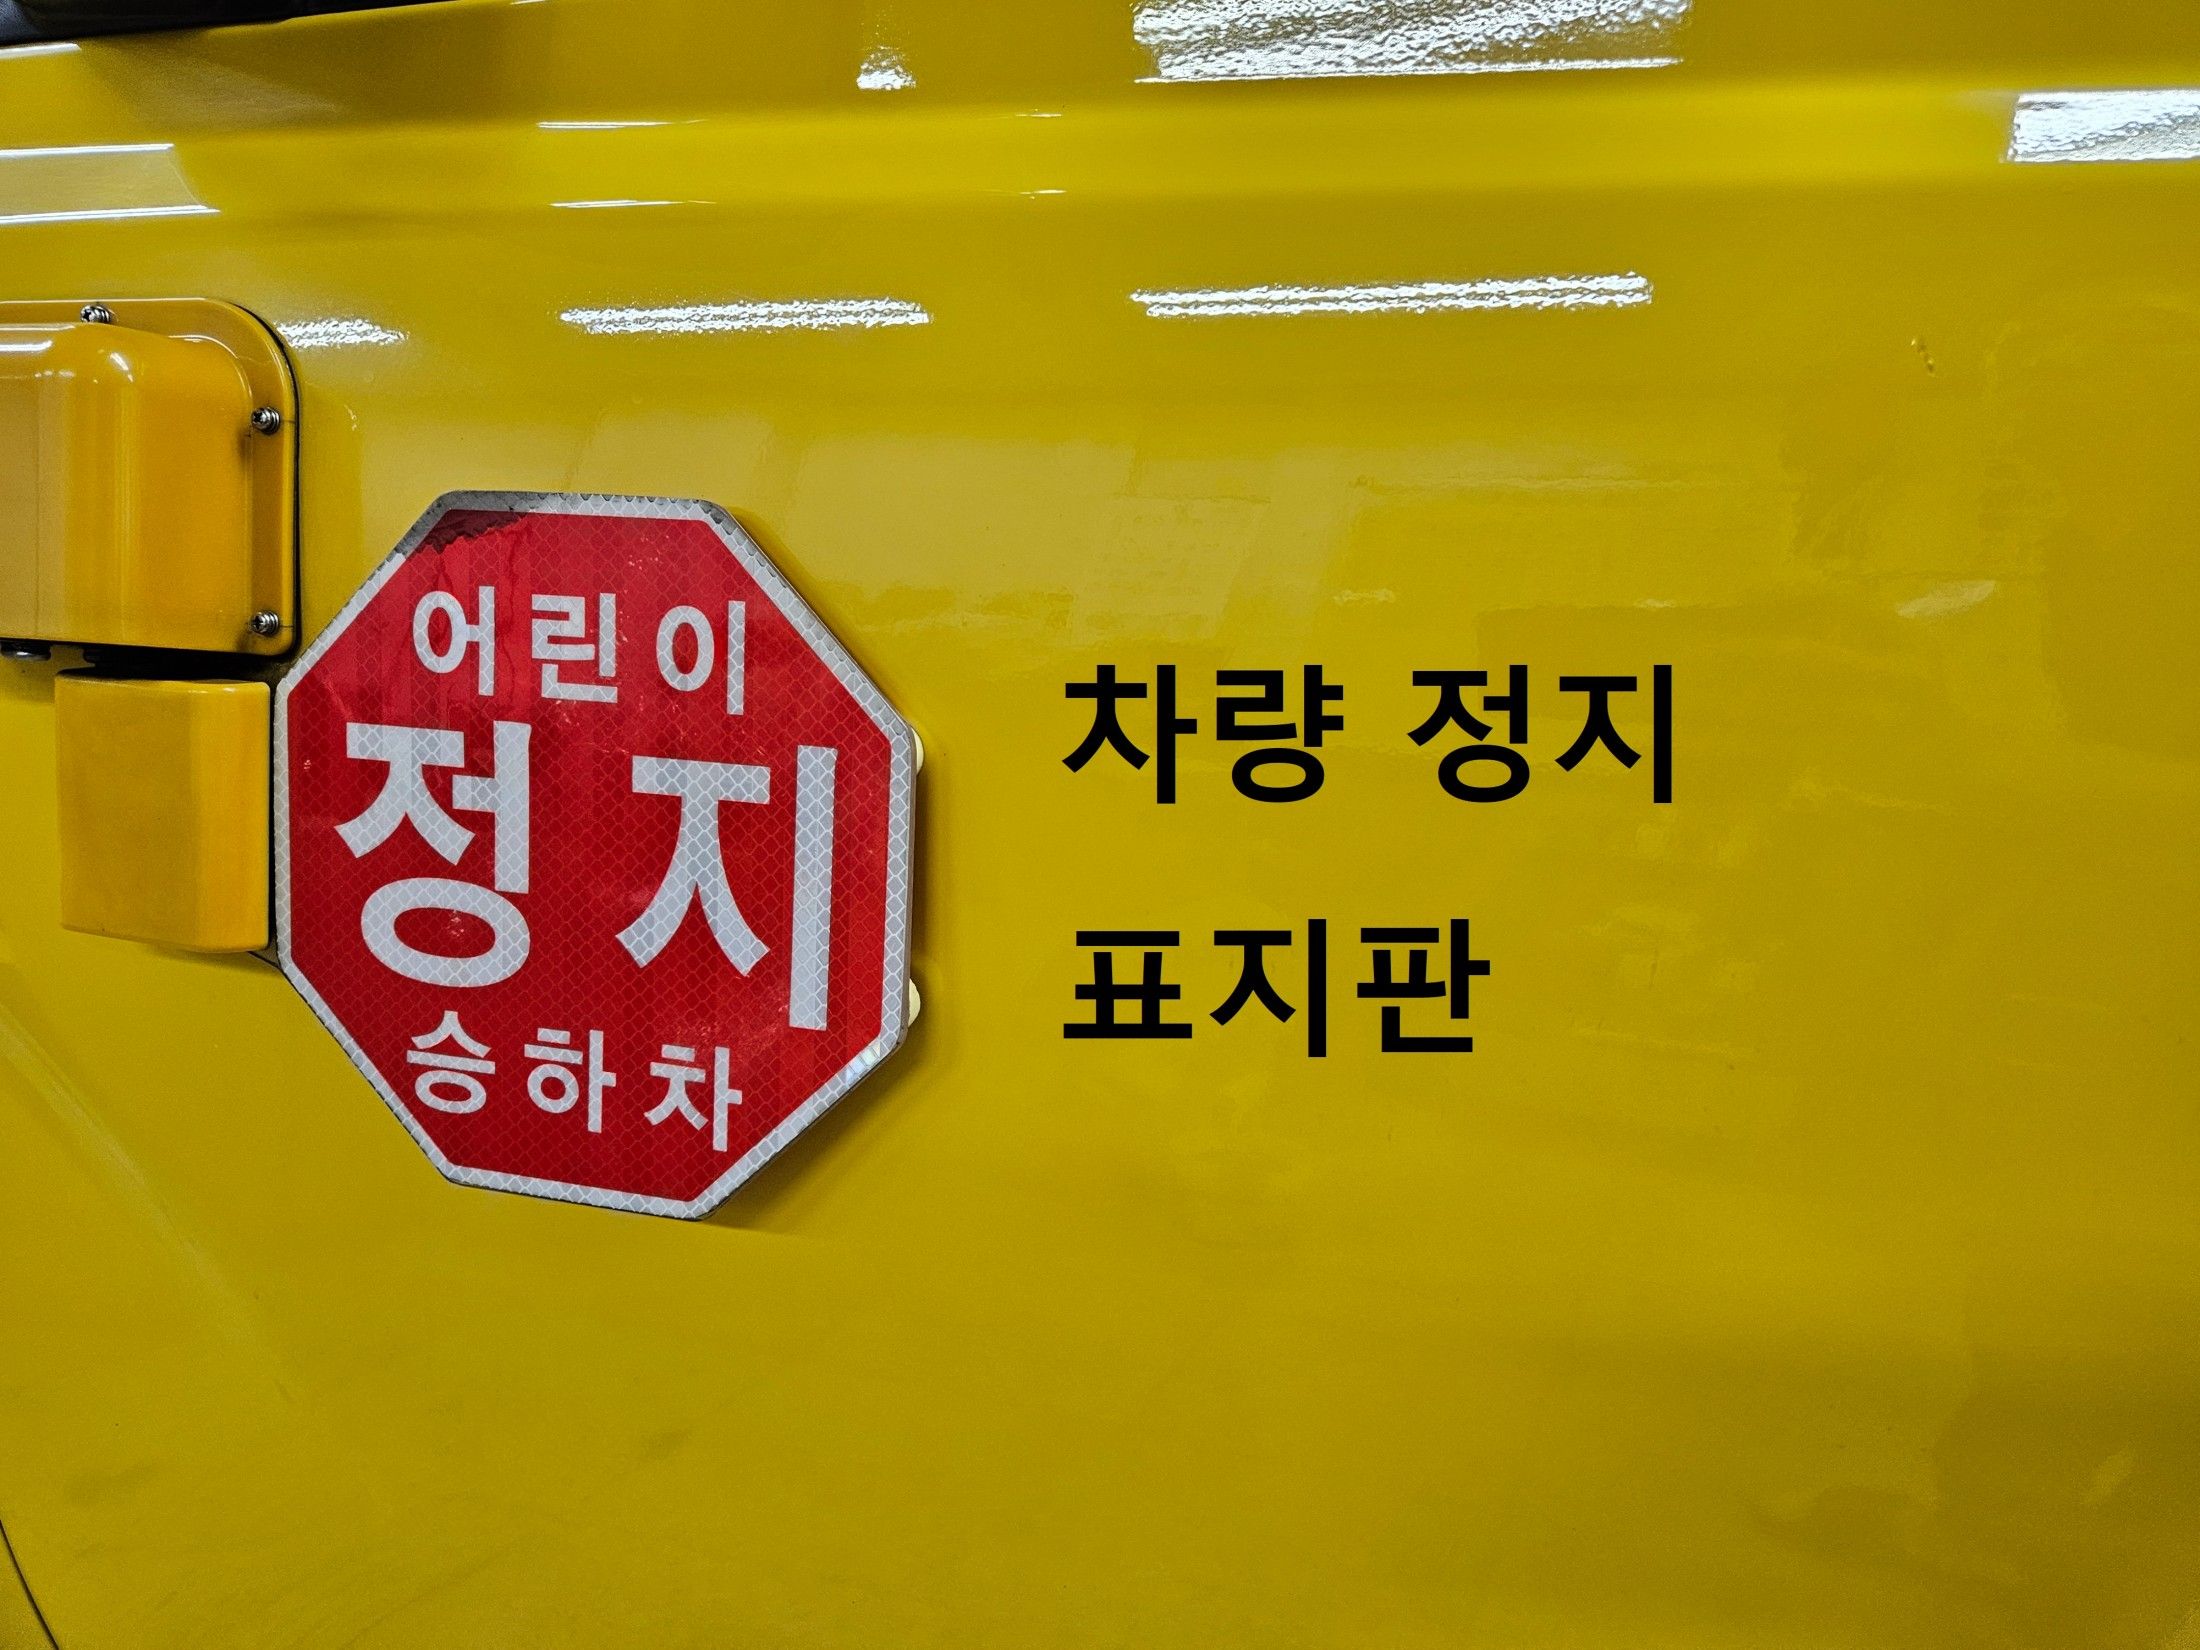 어린이
정지
승하차
차량 정지
표지판